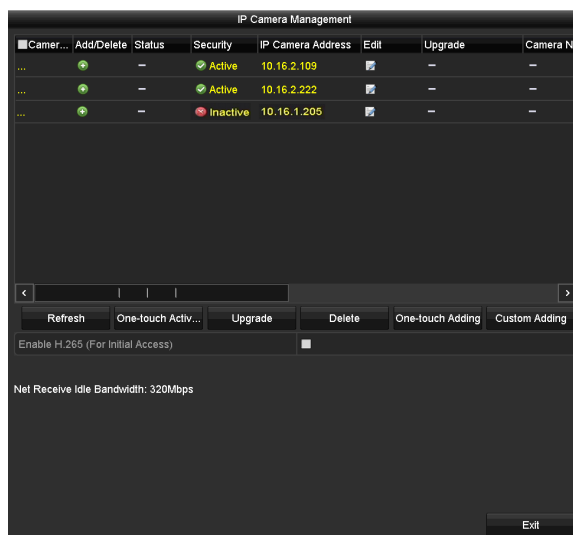 IP Camera Management
Camer... Add/Delete Status Security IP Camera Address Edit Upgrade Camera N
... – Active 10.16.2.109 – –
... – Active 10.16.2.222 – –
... – Inactive 10.16.1.205 – –
Refresh One-touch Activ... Upgrade Delete One-touch Adding Custom Adding
Enable H.265 (For Initial Access)
Net Receive Idle Bandwidth: 320Mbps
Exit